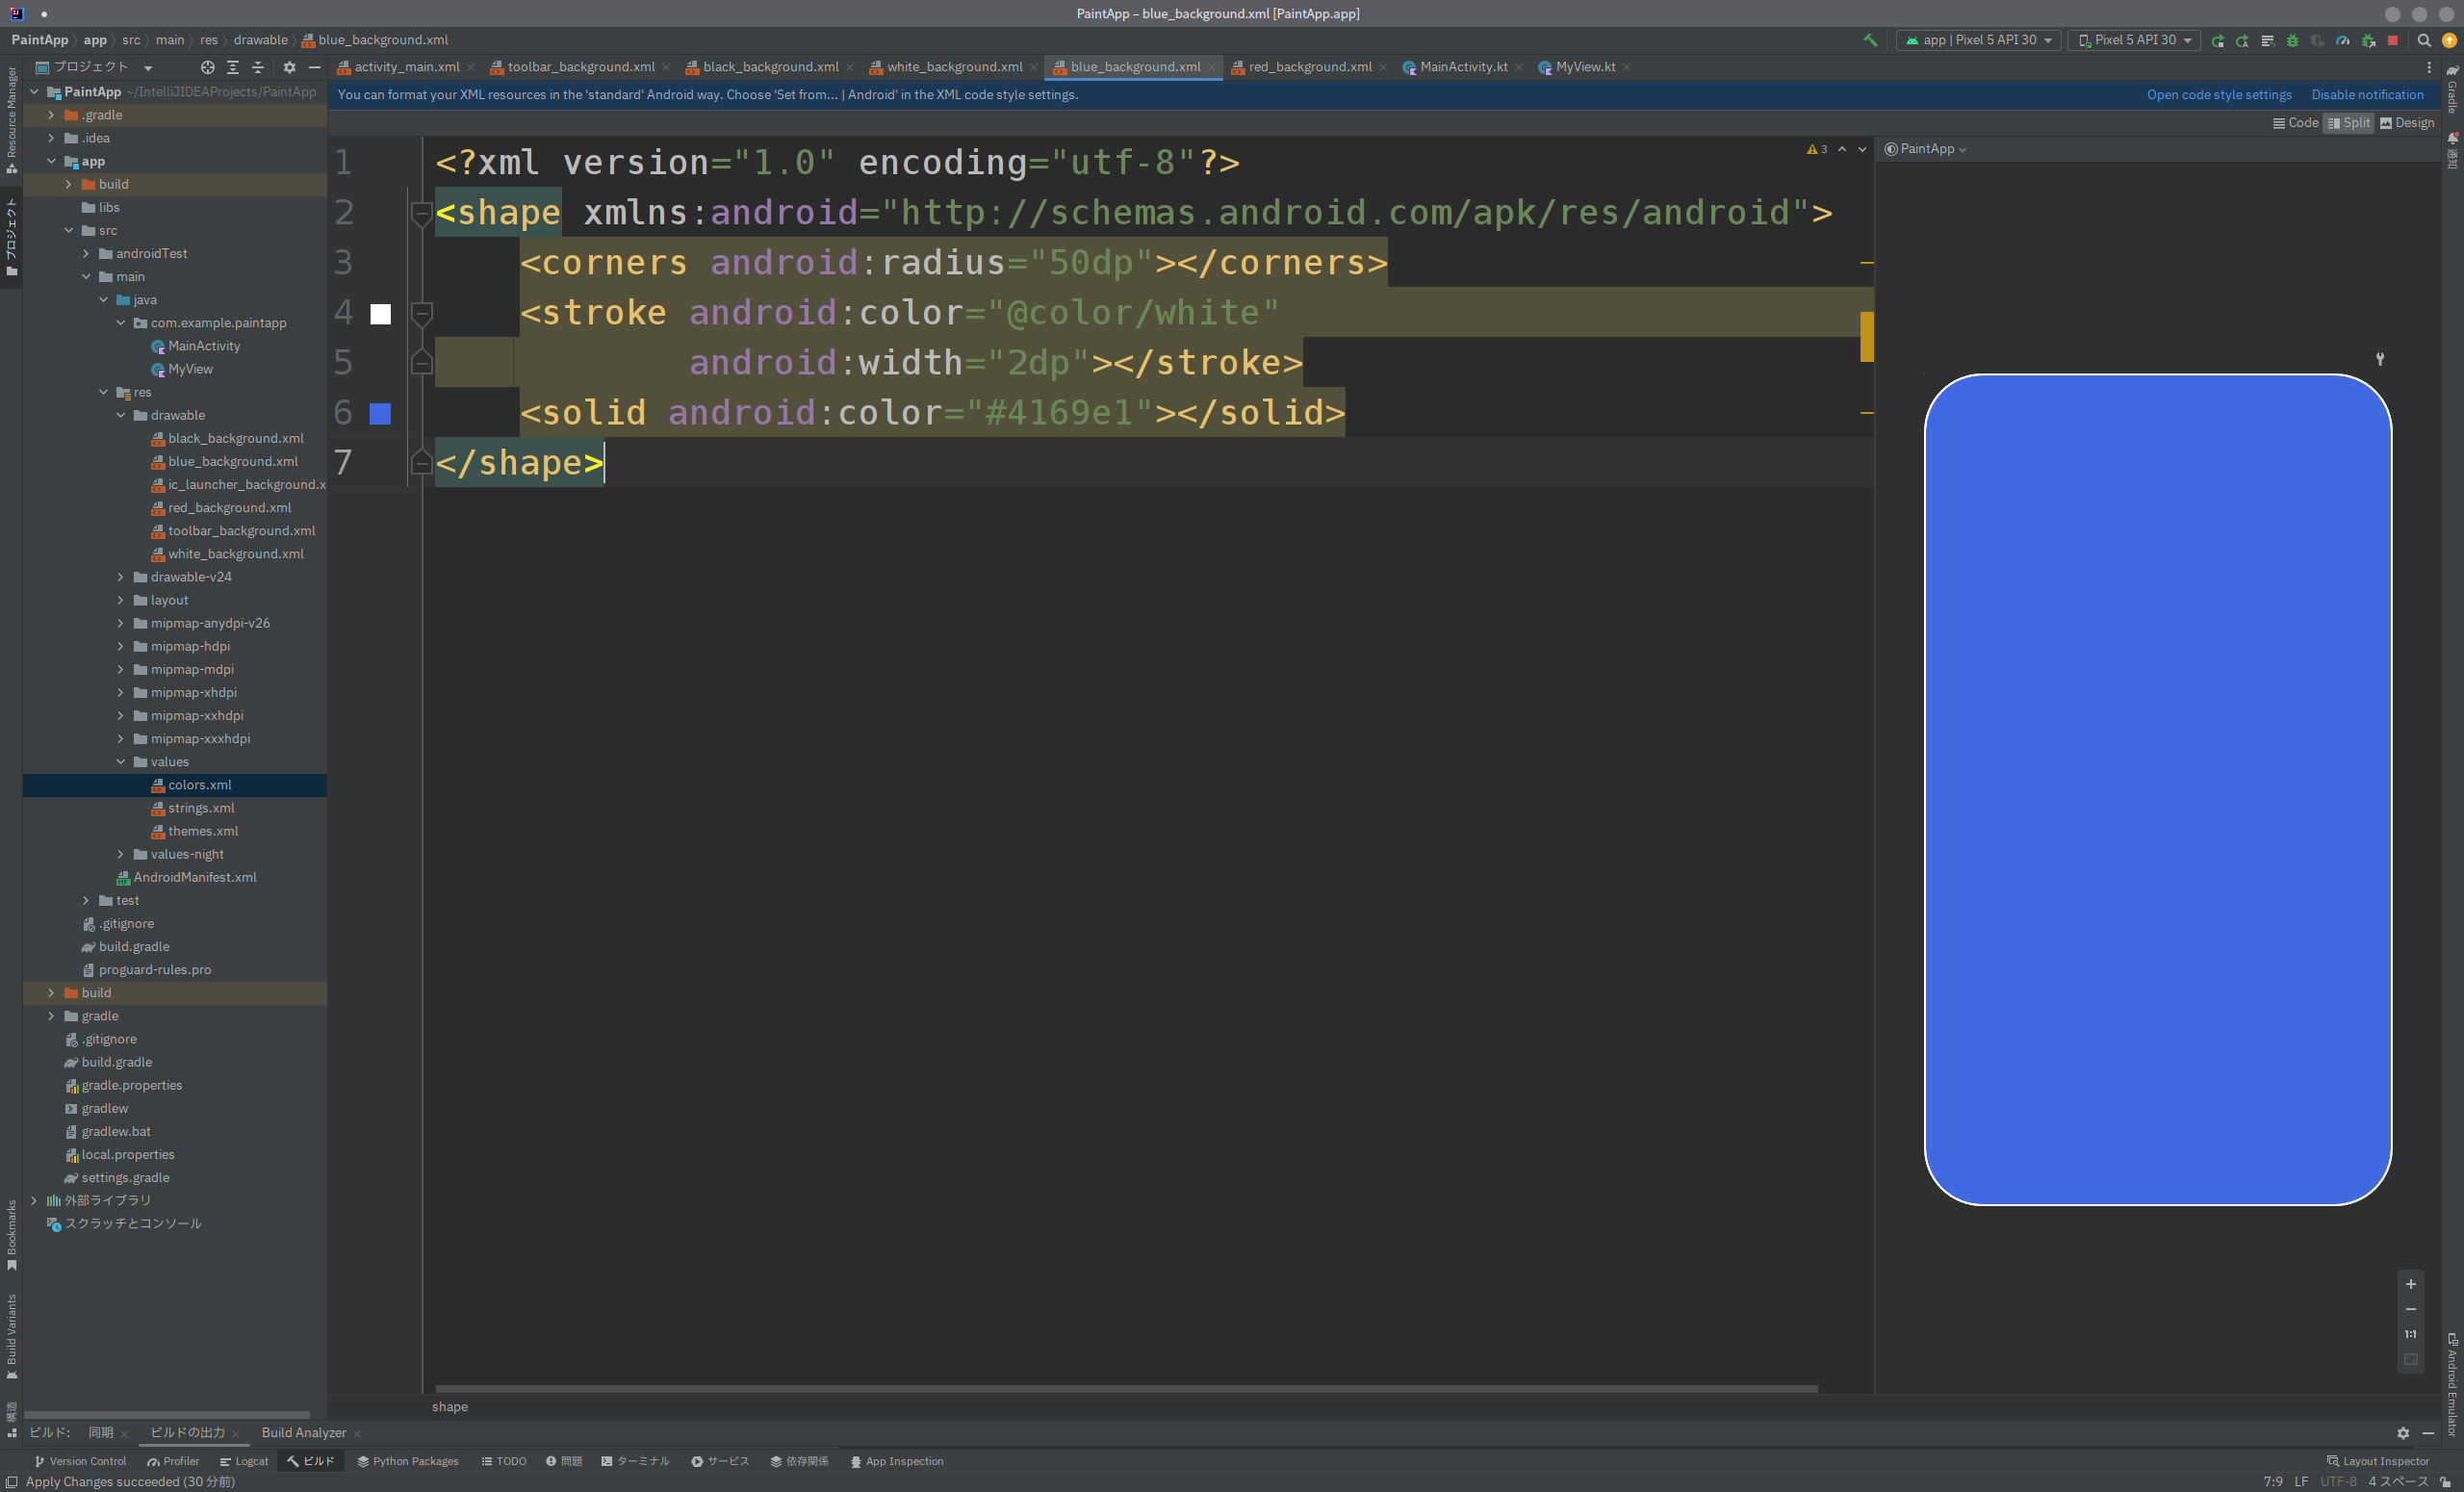 PaintApp – blue_background.xml [PaintApp.app]
PaintApp app src main res drawable blue_background.xml
app | Pixel 5 API 30 Pixel 5 API 30
プロジェクト
activity_main.xml toolbar_background.xml black_background.xml white_background.xml blue_background.xml red_background.xml MainActivity.kt MyView.kt
You can format your XML resources in the 'standard' Android way. Choose 'Set from... | Android' in the XML code style settings.
Open code style settings Disable notification
Code Split Design
Resource Manager
プロジェクト
Bookmarks
Build Variants
構造
PaintApp ~/IntelliJIDEAProjects/PaintApp
.gradle
.idea
app
build
libs
src
androidTest
main
java
com.example.paintapp
MainActivity
MyView
res
drawable
black_background.xml
blue_background.xml
ic_launcher_background.x
red_background.xml
toolbar_background.xml
white_background.xml
drawable-v24
layout
mipmap-anydpi-v26
mipmap-hdpi
mipmap-mdpi
mipmap-xhdpi
mipmap-xxhdpi
mipmap-xxxhdpi
values
colors.xml
strings.xml
themes.xml
values-night
AndroidManifest.xml
test
.gitignore
build.gradle
proguard-rules.pro
build
gradle
.gitignore
build.gradle
gradle.properties
gradlew
gradlew.bat
local.properties
settings.gradle
外部ライブラリ
スクラッチとコンソール
1 <?xml version="1.0" encoding="utf-8"?>
2 <shape xmlns:android="http://schemas.android.com/apk/res/android">
3 <corners android:radius="50dp"></corners>
4 <stroke android:color="@color/white"
5 android:width="2dp"></stroke>
6 <solid android:color="#4169e1"></solid>
7 </shape>
3
PaintApp
1:1
Gradle
通知
Android Emulator
shape
ビルド: 同期 ビルドの出力 Build Analyzer
Version Control Profiler Logcat ビルド Python Packages TODO 問題 ターミナル サービス 依存関係 App Inspection Layout Inspector
Apply Changes succeeded (30 分前) 7:9 LF UTF-8 4 スペース